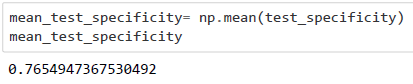 mean_test_specificity= np.mean(test_specificity)
mean_test_specificity
0.7654947367530492